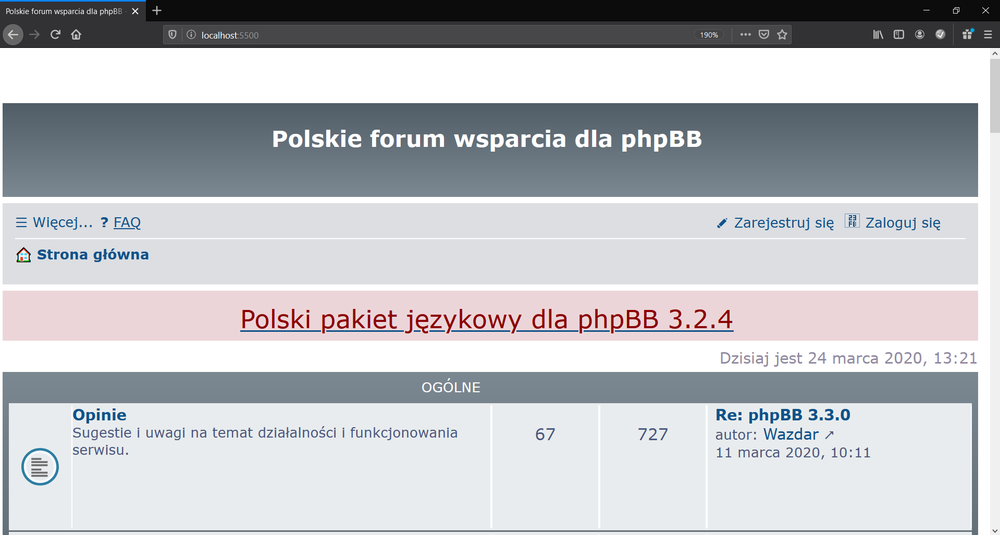 Polskie forum wsparcia dla phpBB -
localhost:5500
190%
Polskie forum wsparcia dla phpBB
Więcej... ? FAQ
Zarejestruj się
23
FB
Zaloguj się
Strona główna
Polski pakiet językowy dla phpBB 3.2.4
Dzisiaj jest 24 marca 2020, 13:21
OGÓLNE
Opinie
Sugestie i uwagi na temat działalności i funkcjonowania
serwisu.
67
727
Re: phpBB 3.3.0
autor: Wazdar ↗
11 marca 2020, 10:11